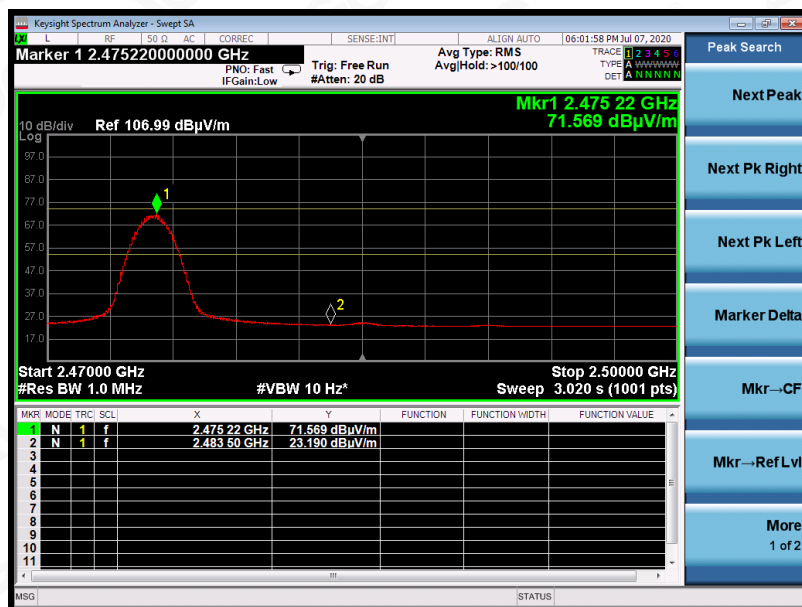 Keysight Spectrum Analyzer - Swept SA
LXI L RF 50 Ω AC CORREC SENSE:INT ALIGN AUTO 06:01:58 PM Jul 07, 2020
Marker 1 2.475220000000 GHz
PNO: Fast
IFGain:Low
Trig: Free Run
#Atten: 20 dB
Avg Type: RMS
Avg|Hold: >100/100
TRACE 1 2 3 4 5 6
TYPE A WWWWW
DET A N N N N N
Mkr1 2.475 22 GHz
71.569 dBµV/m
10 dB/div Ref 106.99 dBµV/m
Log
97.0
87.0
77.0
67.0
57.0
47.0
37.0
27.0
17.0
1
2
Start 2.47000 GHz
Stop 2.50000 GHz
#Res BW 1.0 MHz
#VBW 10 Hz*
Sweep 3.020 s (1001 pts)
MKR MODE TRC SCL X Y FUNCTION FUNCTION WIDTH FUNCTION VALUE
1 N 1 f 2.475 22 GHz 71.569 dBµV/m
2 N 1 f 2.483 50 GHz 23.190 dBµV/m
3
4
5
6
7
8
9
10
11
MSG
STATUS
Peak Search
Next Peak
Next Pk Right
Next Pk Left
Marker Delta
Mkr→CF
Mkr→Ref Lvl
More
1 of 2